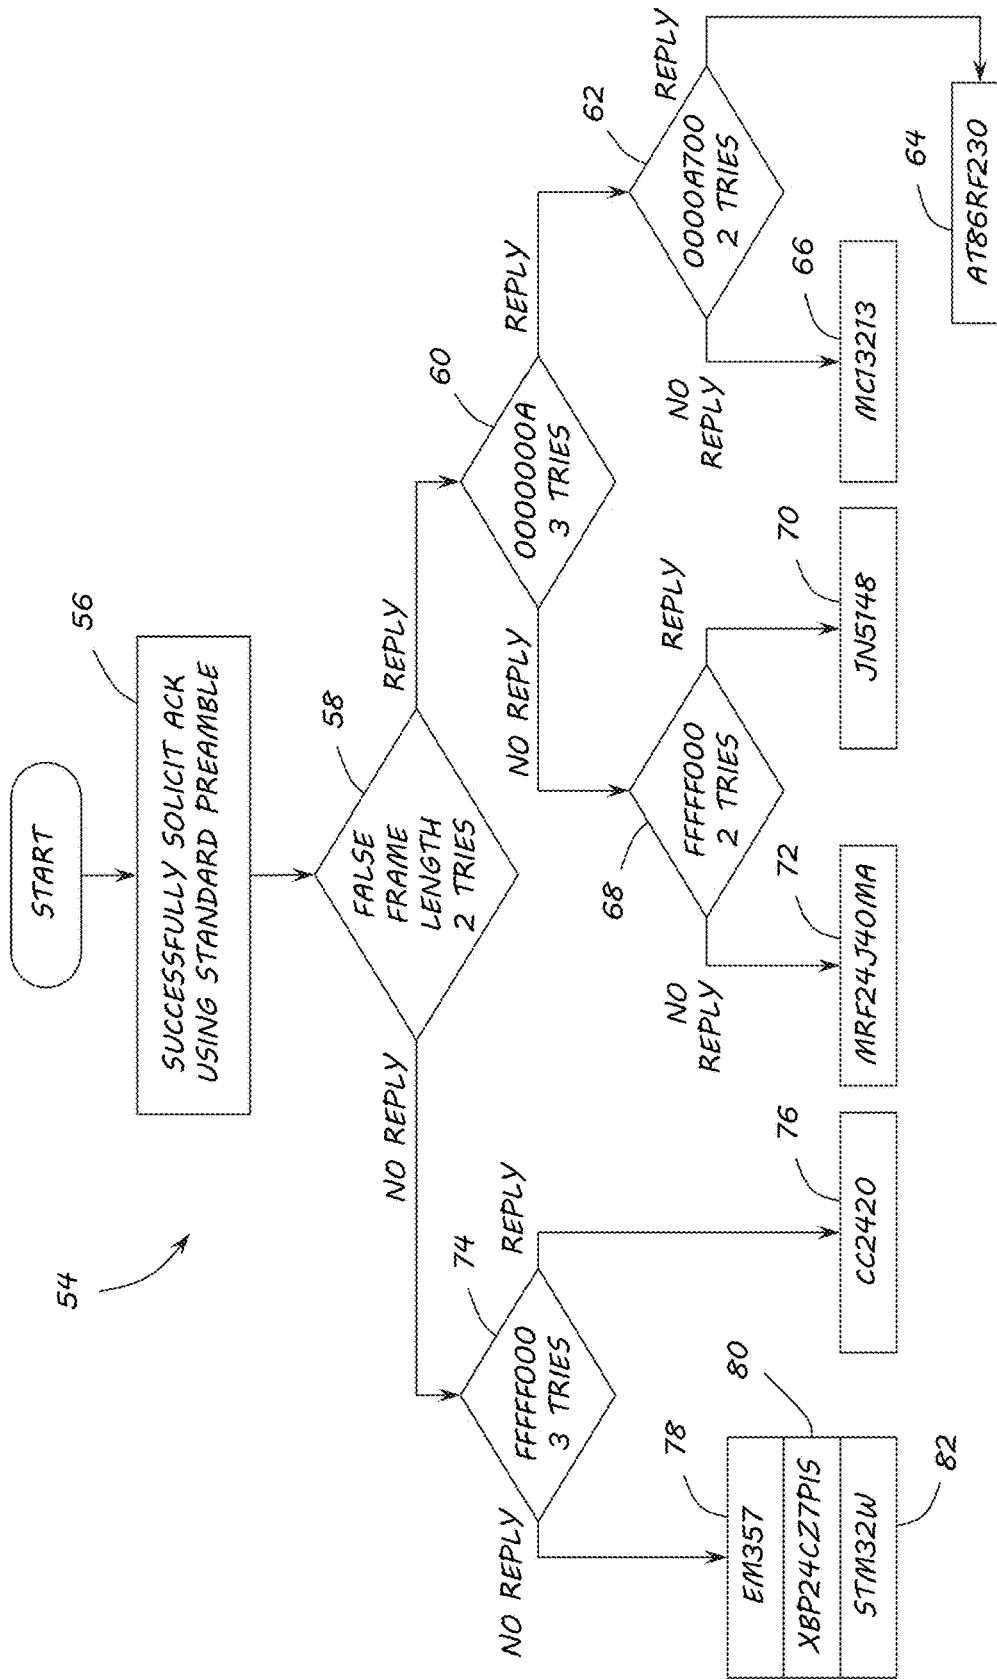 54
START
56
SUCCESSFULLY SOLICIT ACK
USING STANDARD PREAMBLE
58
FALSE
FRAME
LENGTH
2 TRIES
NO REPLY
REPLY
74
FFFFF000
3 TRIES
60
0000000A
3 TRIES
NO REPLY
REPLY
NO REPLY
REPLY
68
FFFFF000
2 TRIES
62
0000A700
2 TRIES
NO
REPLY
REPLY
NO
REPLY
REPLY
78
EM357
80
XBP24CZ7PIS
STM32W
82
76
CC2420
72
MRF24J40MA
70
JN5148
66
MC13213
64
AT86RF230